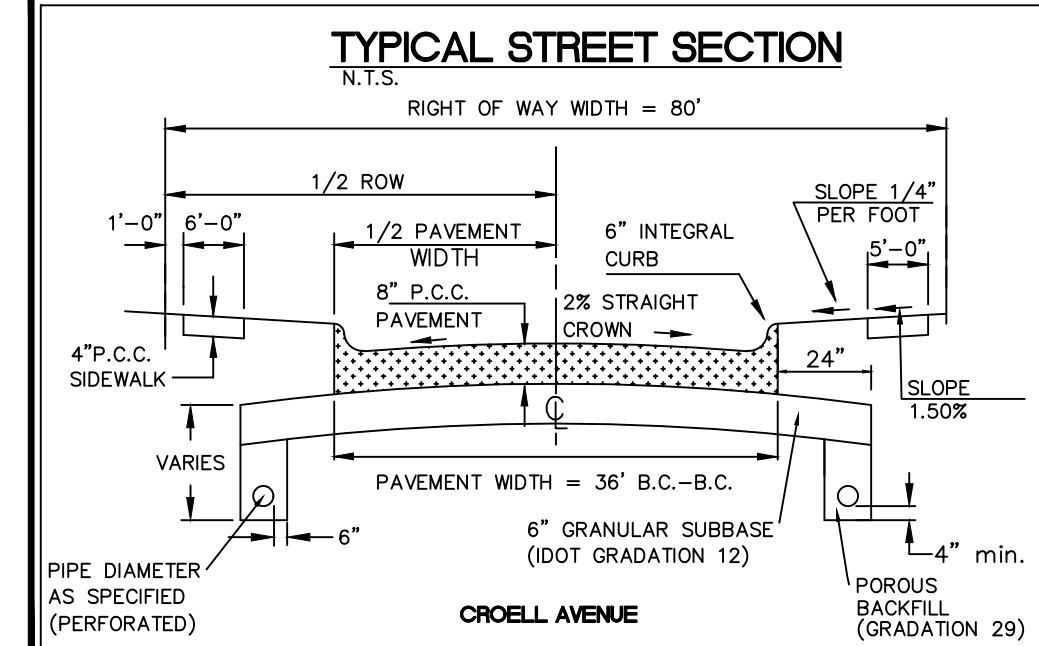 TYPICAL STREET SECTION
N.T.S.
RIGHT OF WAY WIDTH = 80'
1/2 ROW
SLOPE 1/4"
PER FOOT
1'-0"
6'-0"
1/2 PAVEMENT
WIDTH
6" INTEGRAL
CURB
5'-0"
8" P.C.C.
PAVEMENT
2% STRAIGHT
CROWN
4"P.C.C.
SIDEWALK
24"
SLOPE
1.50%
CL
VARIES
PAVEMENT WIDTH = 36' B.C.-B.C.
6"
6" GRANULAR SUBBASE
(IDOT GRADATION 12)
4" min.
PIPE DIAMETER
AS SPECIFIED
(PERFORATED)
POROUS
BACKFILL
(GRADATION 29)
CROELL AVENUE